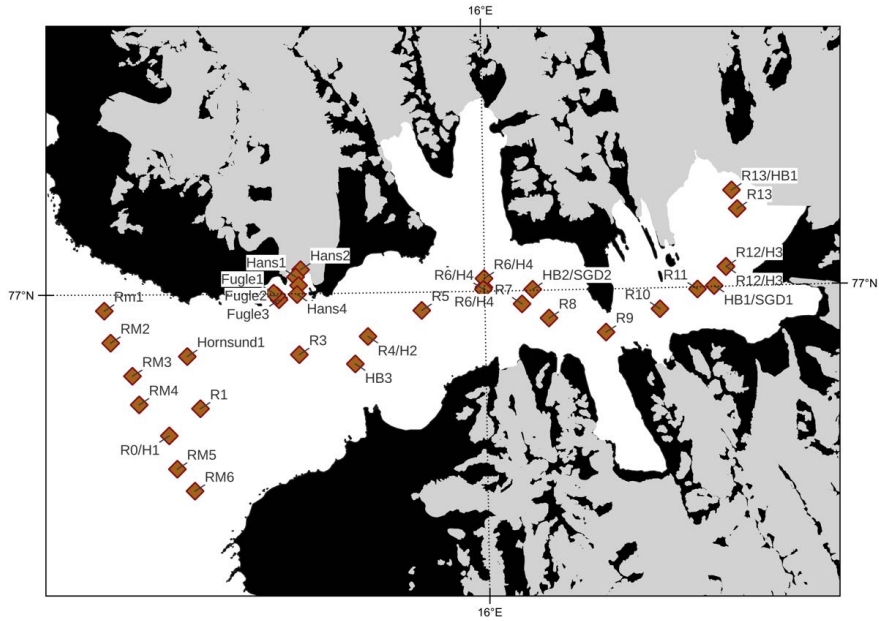 16°E
R13/HB1
R13
Hans1
Hans2
R6/H4
R6/H4
R12/H3
Fugle1
HB2/SGD2
R11
R12/H3
77°N
77°N
Rm1
Fugle2
Hans4
R5
R6/H4
R7
HB1/SGD1
Fugle3
R8
R10
RM2
R9
Hornsund1
R3
R4/H2
RM3
HB3
RM4
R1
R0/H1
RM5
RM6
16°E